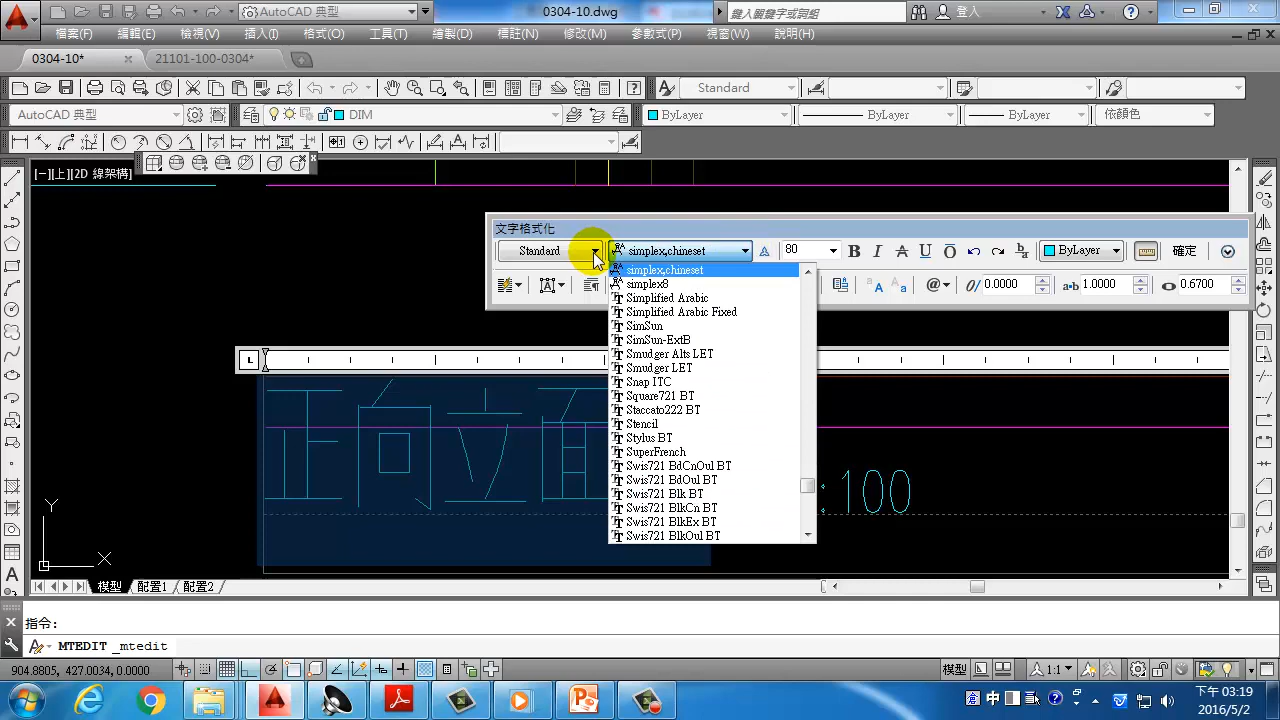 AutoCAD 典型
0304-10.dwg
鍵入關鍵字或詞組
登入
檔案(F)
編輯(E)
檢視(V)
插入(I)
格式(O)
工具(T)
繪製(D)
標註(N)
修改(M)
參數式(P)
視窗(W)
說明(H)
0304-10*
21101-100-0304*
Standard
AutoCAD 典型
DIM
ByLayer
ByLayer
ByLayer
依顏色
[−][上][2D 線架構]
文字格式化
Standard
simplex,chineset
80
ByLayer
確定
0.0000
1.0000
0.6700
simplex,chineset
simplex8
Simplified Arabic
Simplified Arabic Fixed
SimSun
SimSun-ExtB
Smudger Alts LET
Smudger LET
Snap ITC
Square721 BT
Staccato222 BT
Stencil
Stylus BT
SuperFrench
Swis721 BdCnOul BT
Swis721 BdOul BT
Swis721 Blk BT
Swis721 BlkCn BT
Swis721 BlkEx BT
Swis721 BlkOul BT
正向立面
:100
Y
X
模型
配置1
配置2
指令:
MTEDIT _mtedit
904.8805, 427.0034, 0.0000
模型
1:1
中
下午 03:19
2016/5/2